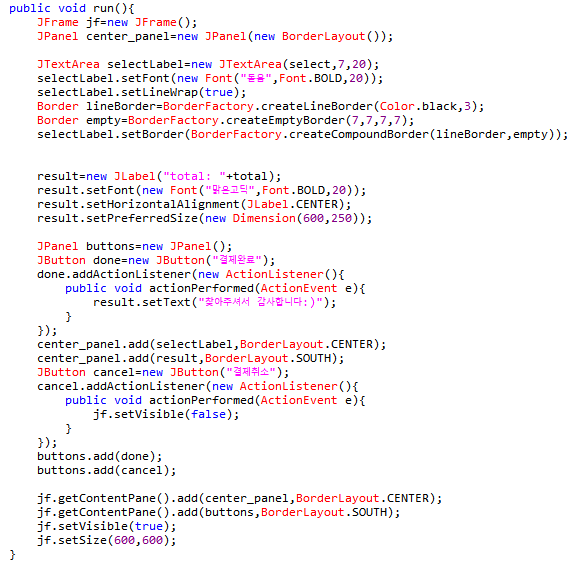 public void run(){
    JFrame jf=new JFrame();
    JPanel center_panel=new JPanel(new BorderLayout());

    JTextArea selectLabel=new JTextArea(select,7,20);
    selectLabel.setFont(new Font("돋움",Font.BOLD,20));
    selectLabel.setLineWrap(true);
    Border lineBorder=BorderFactory.createLineBorder(Color.black,3);
    Border empty=BorderFactory.createEmptyBorder(7,7,7,7);
    selectLabel.setBorder(BorderFactory.createCompoundBorder(lineBorder,empty));

    result=new JLabel("total: "+total);
    result.setFont(new Font("맑은고딕",Font.BOLD,20));
    result.setHorizontalAlignment(JLabel.CENTER);
    result.setPreferredSize(new Dimension(600,250));

    JPanel buttons=new JPanel();
    JButton done=new JButton("결제완료");
    done.addActionListener(new ActionListener(){
        public void actionPerformed(ActionEvent e){
            result.setText("찾아주셔서 감사합니다:)");
        }
    });
    center_panel.add(selectLabel,BorderLayout.CENTER);
    center_panel.add(result,BorderLayout.SOUTH);
    JButton cancel=new JButton("결제취소");
    cancel.addActionListener(new ActionListener(){
        public void actionPerformed(ActionEvent e){
            jf.setVisible(false);
        }
    });
    buttons.add(done);
    buttons.add(cancel);

    jf.getContentPane().add(center_panel,BorderLayout.CENTER);
    jf.getContentPane().add(buttons,BorderLayout.SOUTH);
    jf.setVisible(true);
    jf.setSize(600,600);
}